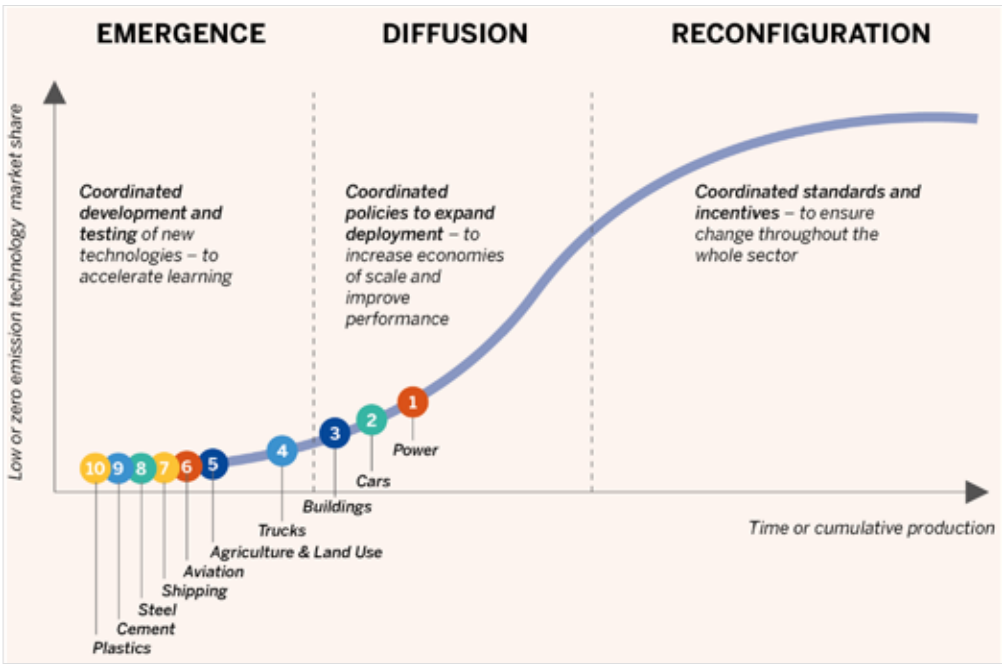 EMERGENCE
DIFFUSION
RECONFIGURATION
Low or zero emission technology market share
Coordinated
development and
testing of new
technologies – to
accelerate learning
Coordinated
policies to expand
deployment – to
increase economies
of scale and
improve
performance
Coordinated standards and
incentives – to ensure
change throughout the
whole sector
10
9
8
7
6
5
4
3
2
1
Power
Cars
Buildings
Trucks
Agriculture & Land Use
Aviation
Shipping
Steel
Cement
Plastics
Time or cumulative production